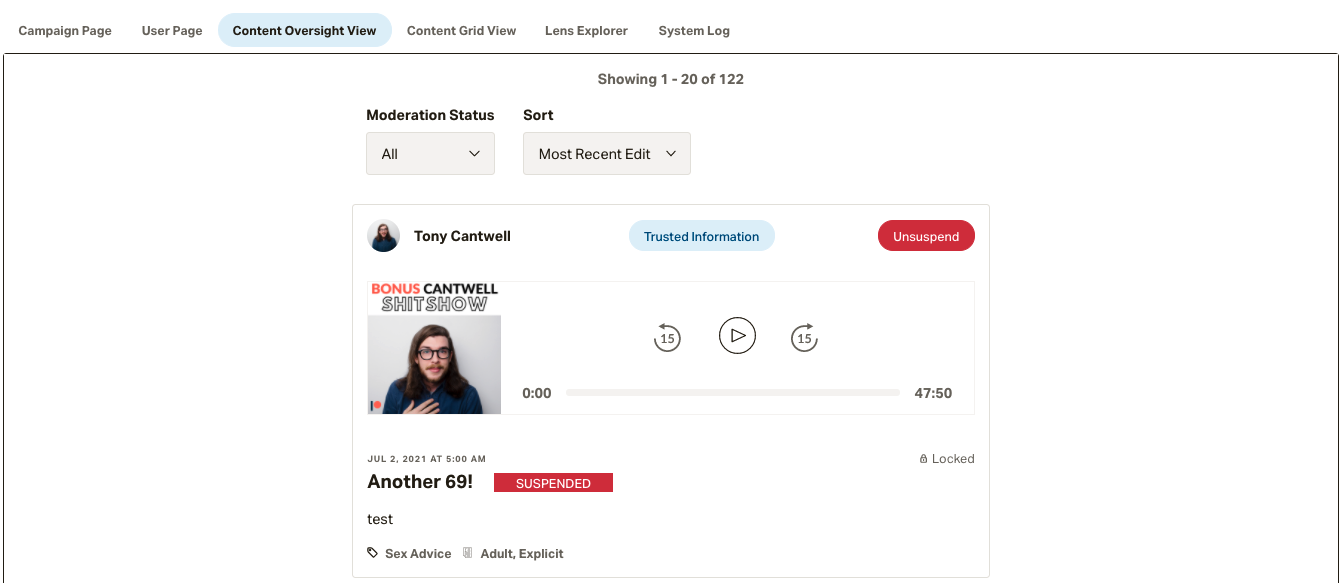 Campaign Page User Page Content Oversight View Content Grid View Lens Explorer System Log
Showing 1 - 20 of 122
Moderation Status Sort
All Most Recent Edit
Tony Cantwell Trusted Information Unsuspend
BONUS CANTWELL
SHITSHOW
15 15
0:00 47:50
JUL 2, 2021 AT 5:00 AM Locked
Another 69! SUSPENDED
test
Sex Advice Adult, Explicit